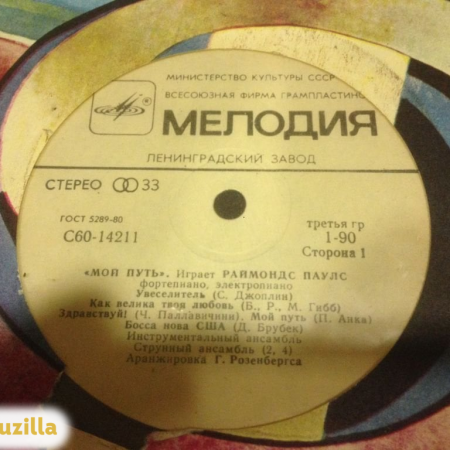 МИНИСТЕРСТВО КУЛЬТУРЫ СССР
ВСЕСОЮЗНАЯ ФИРМА ГРАМПЛАСТИНО
МЕЛОДИЯ
ЛЕНИНГРАДСКИЙ ЗАВОД
СТЕРЕО 33
ГОСТ 5289-80
С60-14211
третья гр
1-90
Сторона 1
«МОЙ ПУТЬ». Играет РАЙМОНДС ПАУЛС
фортепиано, электропиано
Увеселитель (С. Джоплин)
Как велика твоя любовь (Б., Р., М. Гибб)
Здравствуй! (Ч. Паллавичини). Мой путь (П. Анка)
Босса нова США (Д. Брубек)
Инструментальный ансамбль
Струнный ансамбль (2, 4)
Аранжировка Г. Розенбергса
uzilla